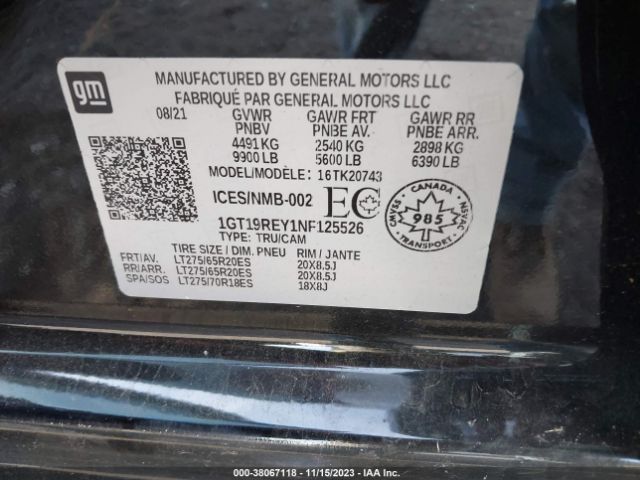 gm
MANUFACTURED BY GENERAL MOTORS LLC
FABRIQUÉ PAR GENERAL MOTORS LLC
08/21 GVWR GAWR FRT GAWR RR
PNBV PNBE AV. PNBE ARR.
4491 KG 2540 KG 2898 KG
9900 LB 5600 LB 6390 LB
MODEL/MODÈLE: 16TK20743
ICES/NMB-002 EC
CANADA
CMVSS 985 NSVAC
TRANSPORT
1GT19REY1NF125526
TYPE: TRU/CAM
TIRE SIZE / DIM. PNEU RIM / JANTE
FRT/AV. LT275/65R20ES 20X8.5J
RR/ARR. LT275/65R20ES 20X8.5J
SPA/SOS LT275/70R18ES 18X8J
000-38067118 - 11/15/2023 - IAA Inc.